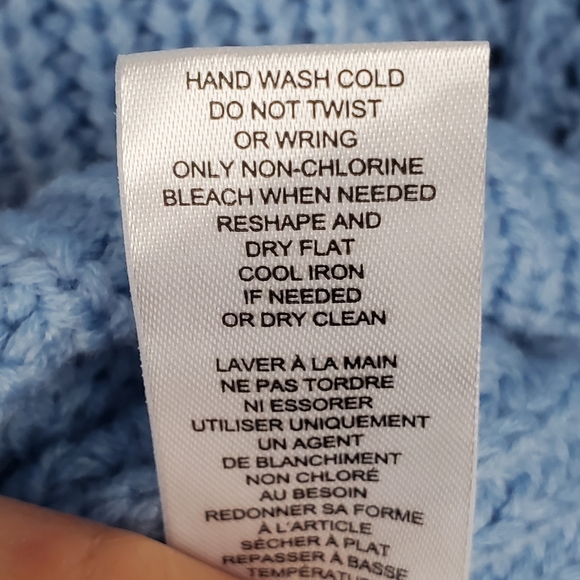 HAND WASH COLD
DO NOT TWIST
OR WRING
ONLY NON-CHLORINE
BLEACH WHEN NEEDED
RESHAPE AND
DRY FLAT
COOL IRON
IF NEEDED
OR DRY CLEAN
LAVER À LA MAIN
NE PAS TORDRE
NI ESSORER
UTILISER UNIQUEMENT
UN AGENT
DE BLANCHIMENT
NON CHLORÉ
AU BESOIN
REDONNER SA FORME
À L'ARTICLE
SÉCHER À PLAT
REPASSER À BASSE